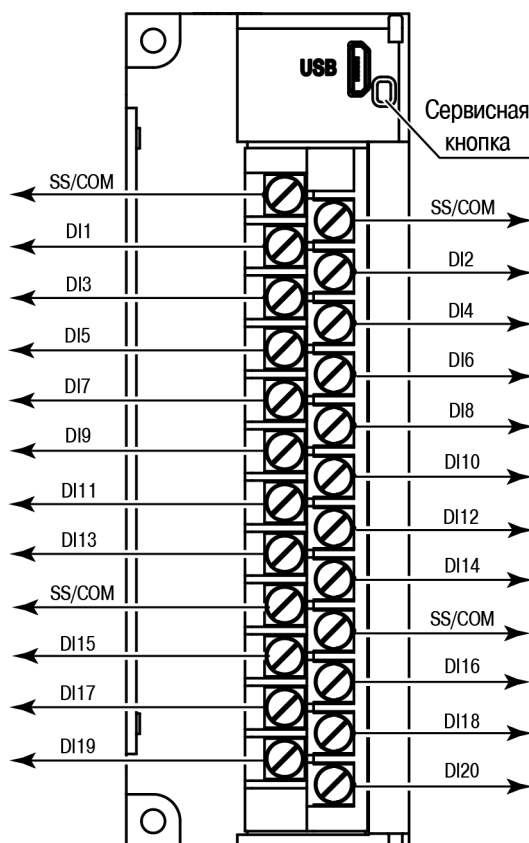 USB
Сервисная
кнопка
SS/COM
SS/COM
DI1
DI2
DI3
DI4
DI5
DI6
DI7
DI8
DI9
DI10
DI11
DI12
DI13
DI14
SS/COM
SS/COM
DI15
DI16
DI17
DI18
DI19
DI20